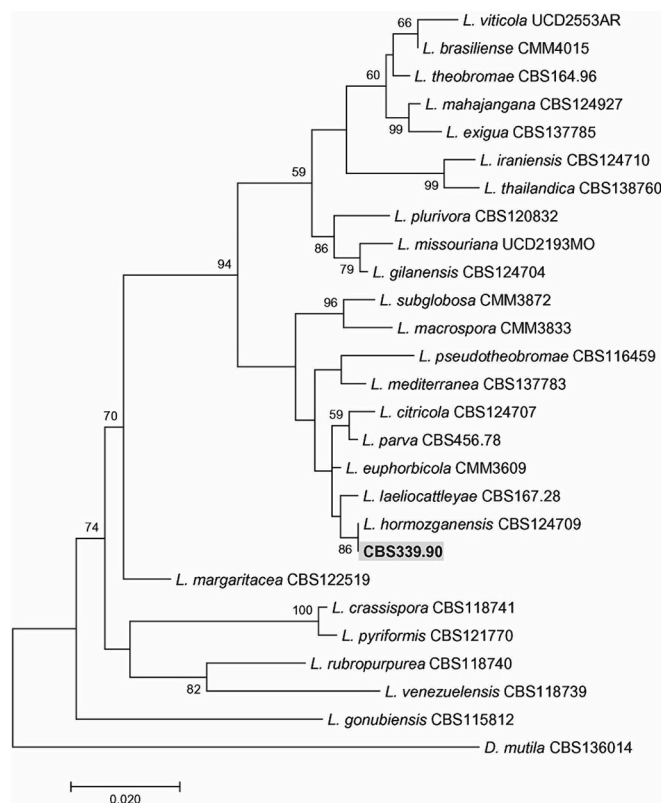 66
L. viticola UCD2553AR
L. brasiliense CMM4015
60
L. theobromae CBS164.96
L. mahajangana CBS124927
99
L. exigua CBS137785
L. iraniensis CBS124710
99
L. thailandica CBS138760
59
L. plurivora CBS120832
86
L. missouriana UCD2193MO
79
L. gilanensis CBS124704
94
96
L. subglobosa CMM3872
L. macrospora CMM3833
L. pseudotheobromae CBS116459
L. mediterranea CBS137783
59
L. citricola CBS124707
L. parva CBS456.78
70
L. euphorbicola CMM3609
L. laeliocattleyae CBS167.28
L. hormozganensis CBS124709
86
CBS339.90
74
L. margaritacea CBS122519
100
L. crassispora CBS118741
L. pyriformis CBS121770
L. rubropurpurea CBS118740
82
L. venezuelensis CBS118739
L. gonubiensis CBS115812
D. mutila CBS136014
0.020